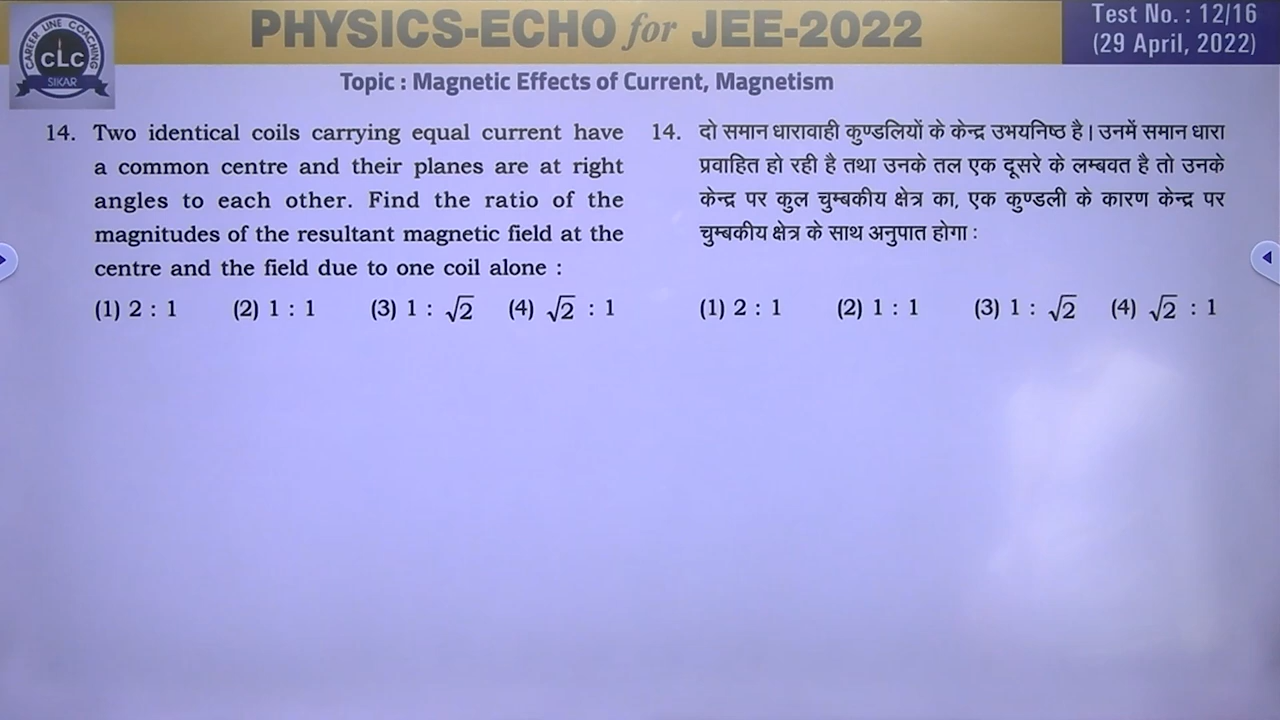 CAREER LINE COACHING
CLC
SIKAR
PHYSICS-ECHO for JEE-2022
Test No. : 12/16
(29 April, 2022)
Topic : Magnetic Effects of Current, Magnetism
14. Two identical coils carrying equal current have
a common centre and their planes are at right
angles to each other. Find the ratio of the
magnitudes of the resultant magnetic field at the
centre and the field due to one coil alone :
(1) 2 : 1 (2) 1 : 1 (3) 1 : √2 (4) √2 : 1
14. दो समान धारावाही कुण्डलियों के केन्द्र उभयनिष्ठ है। उनमें समान धारा
प्रवाहित हो रही है तथा उनके तल एक दूसरे के लम्बवत है तो उनके
केन्द्र पर कुल चुम्बकीय क्षेत्र का, एक कुण्डली के कारण केन्द्र पर
चुम्बकीय क्षेत्र के साथ अनुपात होगा :
(1) 2 : 1 (2) 1 : 1 (3) 1 : √2 (4) √2 : 1